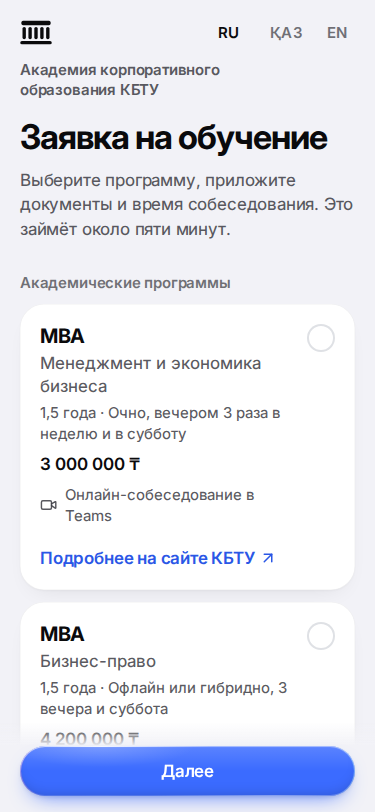 RU ҚАЗ EN
Академия корпоративного
образования КБТУ
Заявка на обучение
Выберите программу, приложите
документы и время собеседования. Это
займёт около пяти минут.
Академические программы
MBA
Менеджмент и экономика
бизнеса
1,5 года · Очно, вечером 3 раза в
неделю и в субботу
3 000 000 ₸
Онлайн-собеседование в
Teams
Подробнее на сайте КБТУ
MBA
Бизнес-право
1,5 года · Офлайн или гибридно, 3
вечера и суббота
4 200 000 ₸
Далее